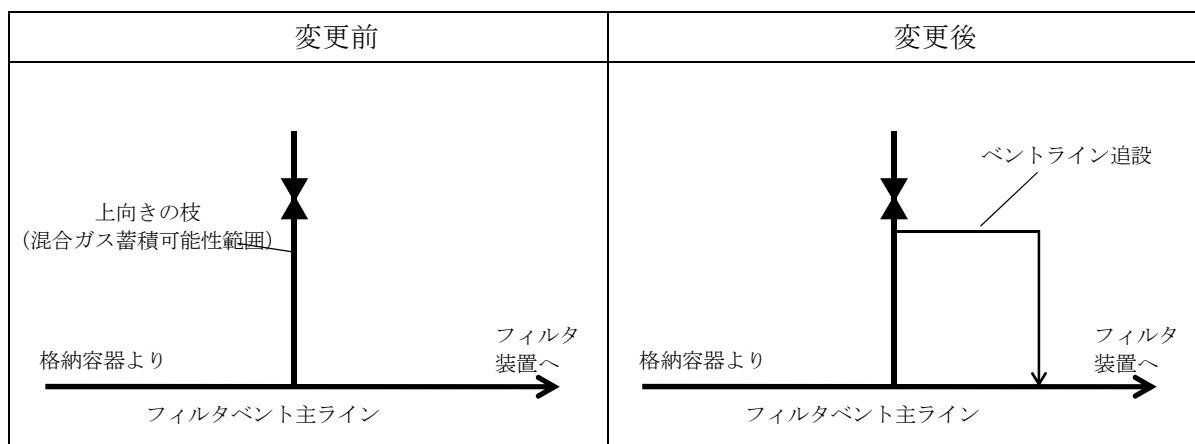 変更前
変更後
上向きの枝
（混合ガス蓄積可能性範囲）
格納容器より
フィルタ
装置へ
フィルタベント主ライン
ベントライン追設
格納容器より
フィルタ
装置へ
フィルタベント主ライン